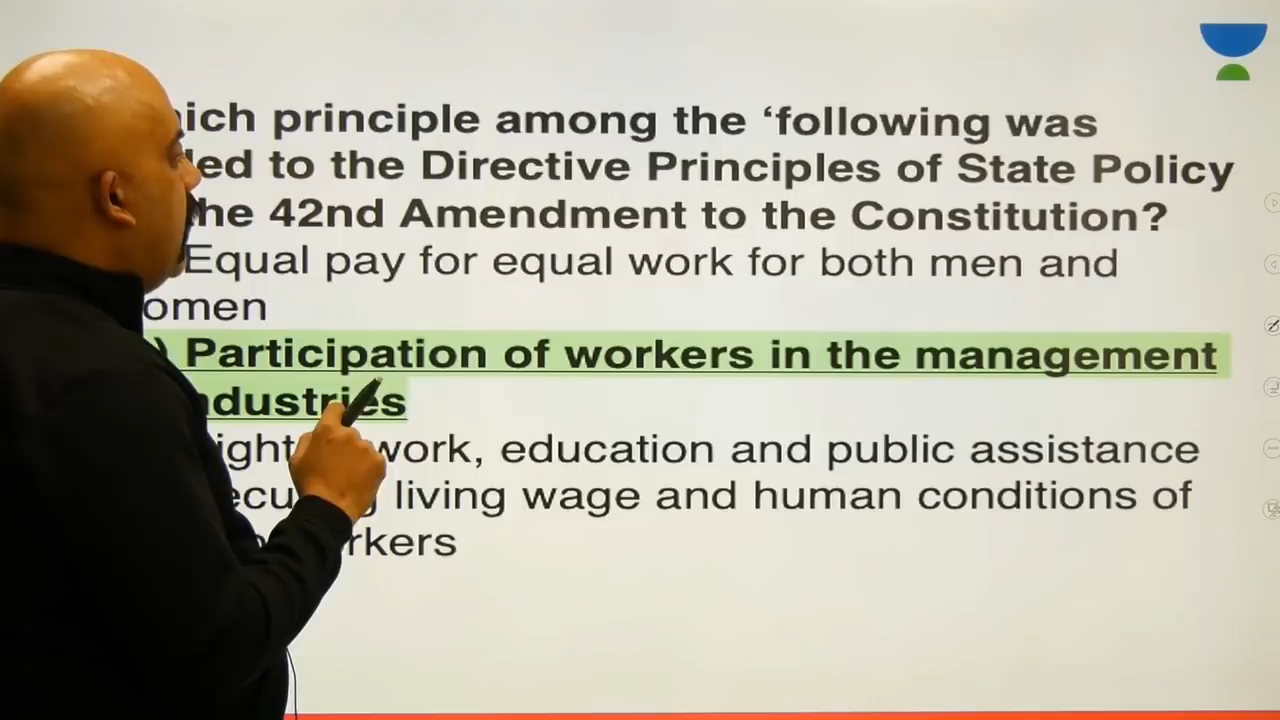 ich principle among the ‘following was
led to the Directive Principles of State Policy
he 42nd Amendment to the Constitution?
Equal pay for equal work for both men and
omen
) Participation of workers in the management
ndustries
ight work, education and public assistance
ecu living wage and human conditions of
rkers